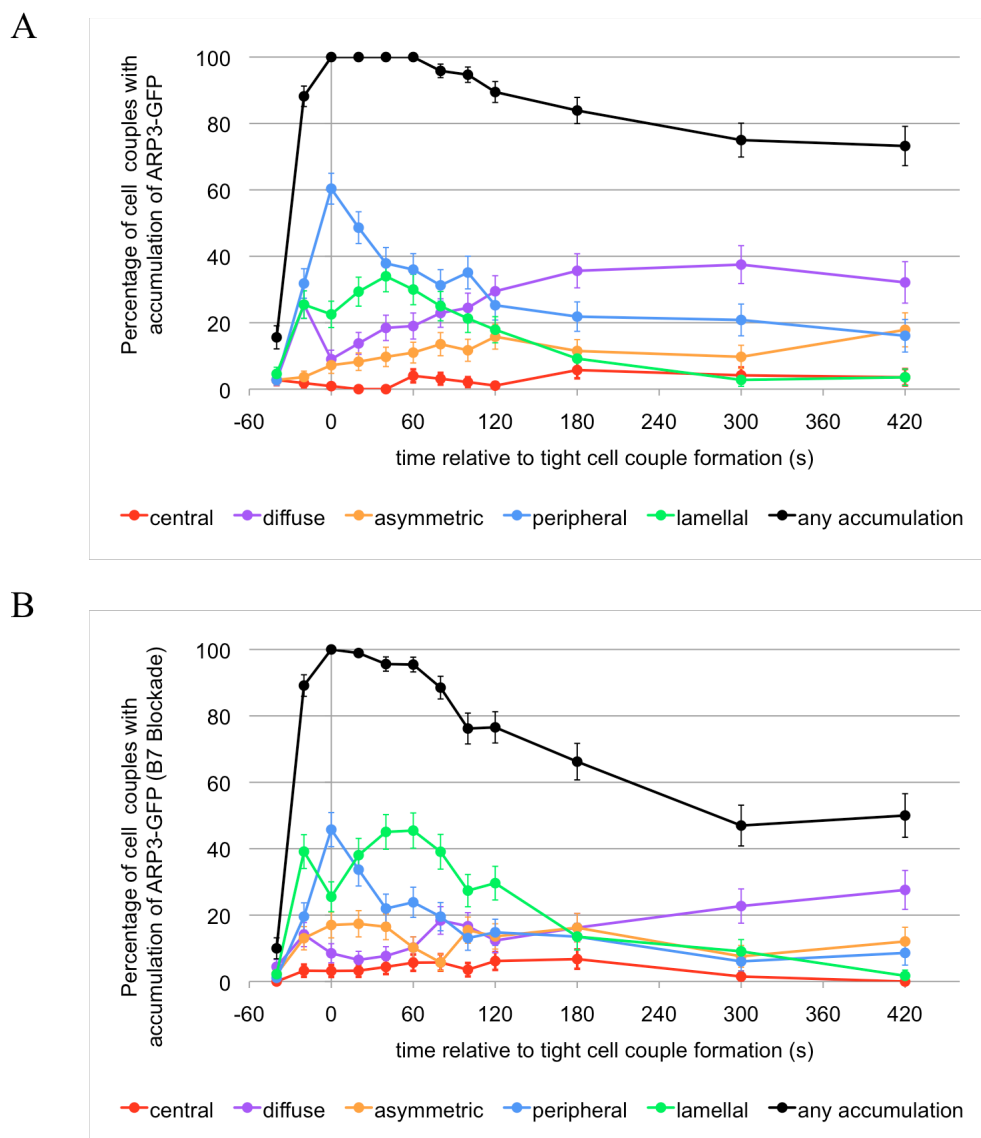 A
Percentage of cell couples with
accumulation of ARP3-GFP
100
80
60
40
20
0
-60 0 60 120 180 240 300 360 420
time relative to tight cell couple formation (s)
central diffuse asymmetric peripheral lamellal any accumulation
B
Percentage of cell couples with
accumulation of ARP3-GFP (B7 Blockade)
100
80
60
40
20
0
-60 0 60 120 180 240 300 360 420
time relative to tight cell couple formation (s)
central diffuse asymmetric peripheral lamellal any accumulation